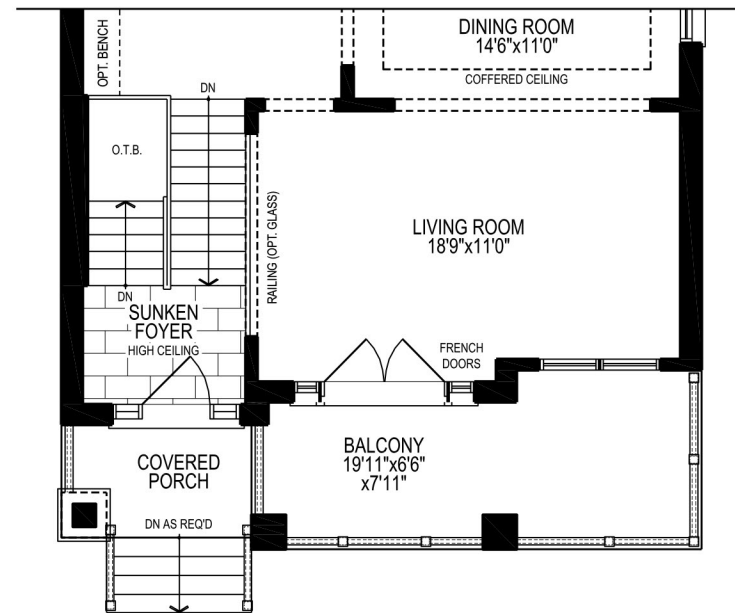 OPT. BENCH
DINING ROOM
14'6"x11'0"
COFFERED CEILING
DN
O.T.B.
RAILING (OPT. GLASS)
LIVING ROOM
18'9"x11'0"
DN
SUNKEN
FOYER
HIGH CEILING
FRENCH
DOORS
COVERED
PORCH
BALCONY
19'11"x6'6"
x7'11"
DN AS REQ'D